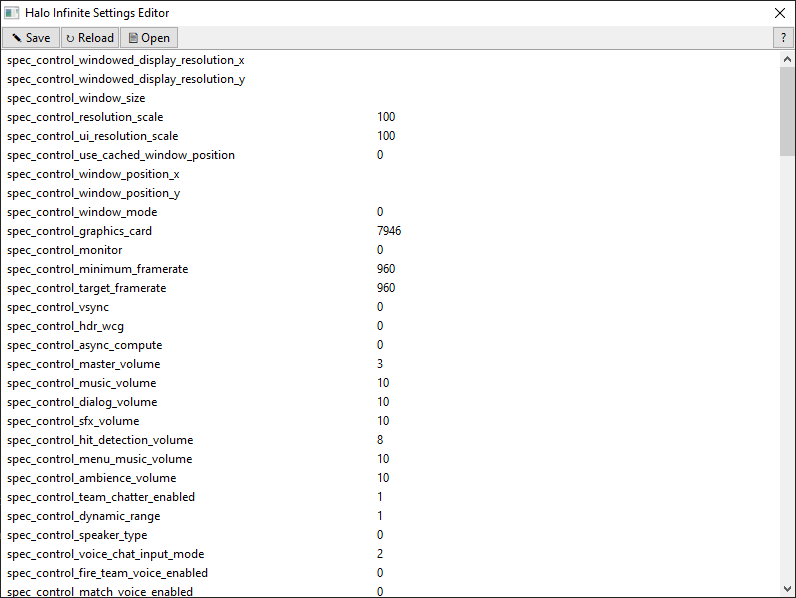 Halo Infinite Settings Editor
Save Reload Open ?
spec_control_windowed_display_resolution_x
spec_control_windowed_display_resolution_y
spec_control_window_size
spec_control_resolution_scale 100
spec_control_ui_resolution_scale 100
spec_control_use_cached_window_position 0
spec_control_window_position_x
spec_control_window_position_y
spec_control_window_mode 0
spec_control_graphics_card 7946
spec_control_monitor 0
spec_control_minimum_framerate 960
spec_control_target_framerate 960
spec_control_vsync 0
spec_control_hdr_wcg 0
spec_control_async_compute 0
spec_control_master_volume 3
spec_control_music_volume 10
spec_control_dialog_volume 10
spec_control_sfx_volume 10
spec_control_hit_detection_volume 8
spec_control_menu_music_volume 10
spec_control_ambience_volume 10
spec_control_team_chatter_enabled 1
spec_control_dynamic_range 1
spec_control_speaker_type 0
spec_control_voice_chat_input_mode 2
spec_control_fire_team_voice_enabled 0
spec_control_match_voice_enabled 0